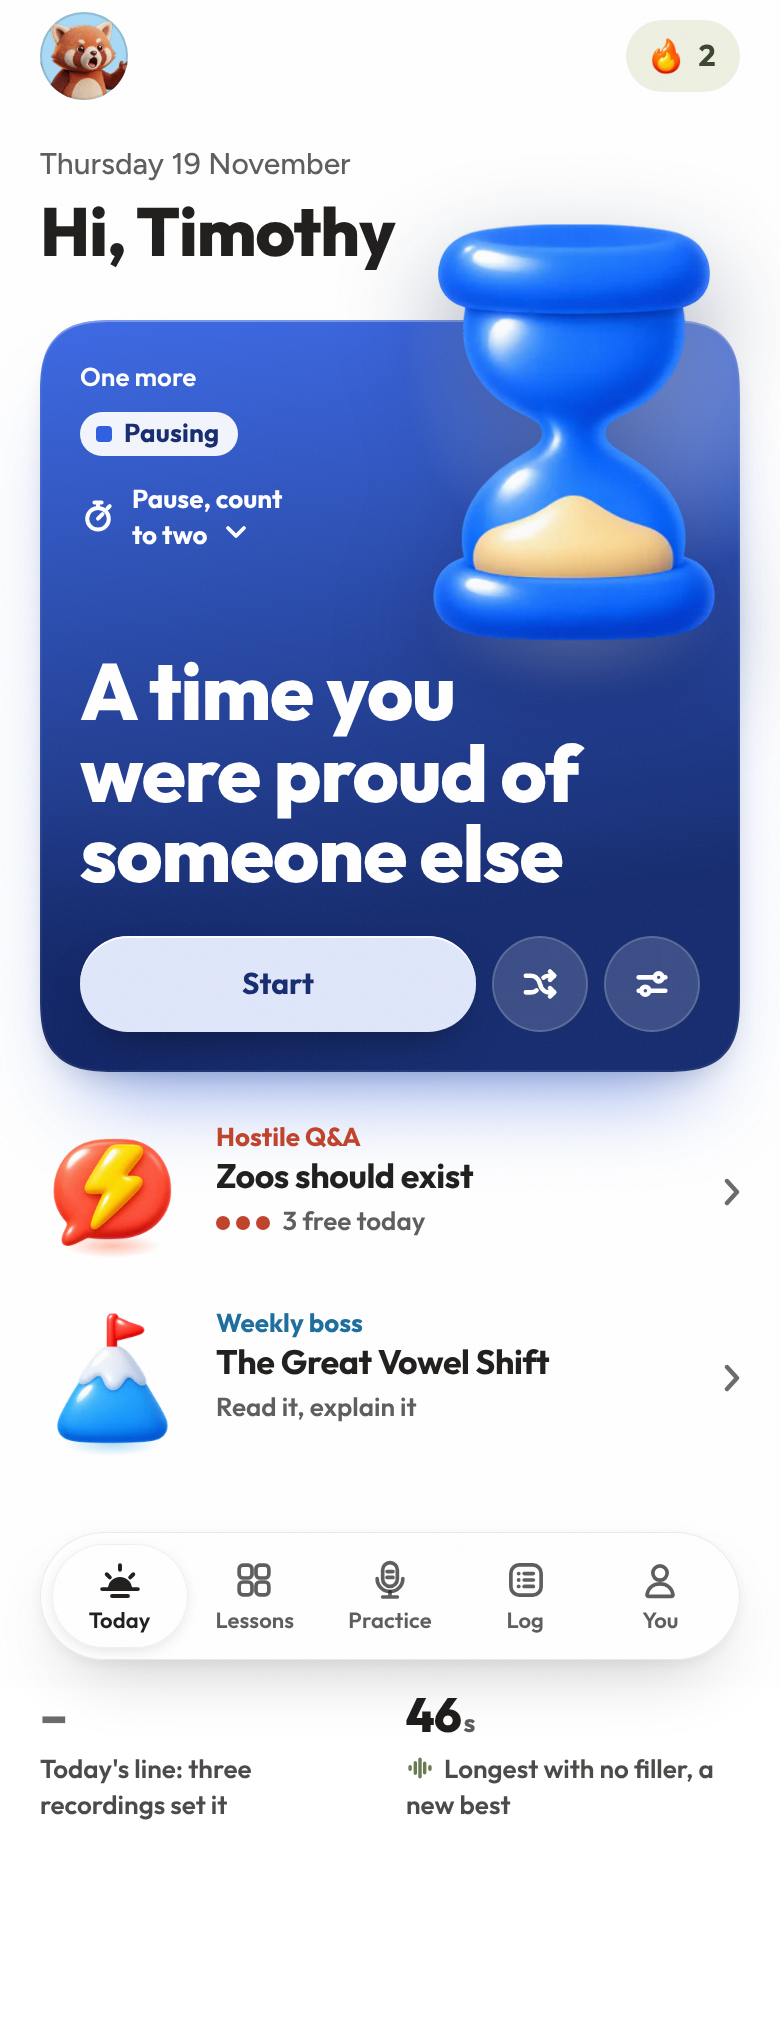 2
Thursday 19 November
Hi, Timothy
One more
Pausing
Pause, count
to two
A time you
were proud of
someone else
Start
Hostile Q&A
Zoos should exist
3 free today
Weekly boss
The Great Vowel Shift
Read it, explain it
Today
Lessons
Practice
Log
You
–
46s
Today's line: three
recordings set it
Longest with no filler, a
new best